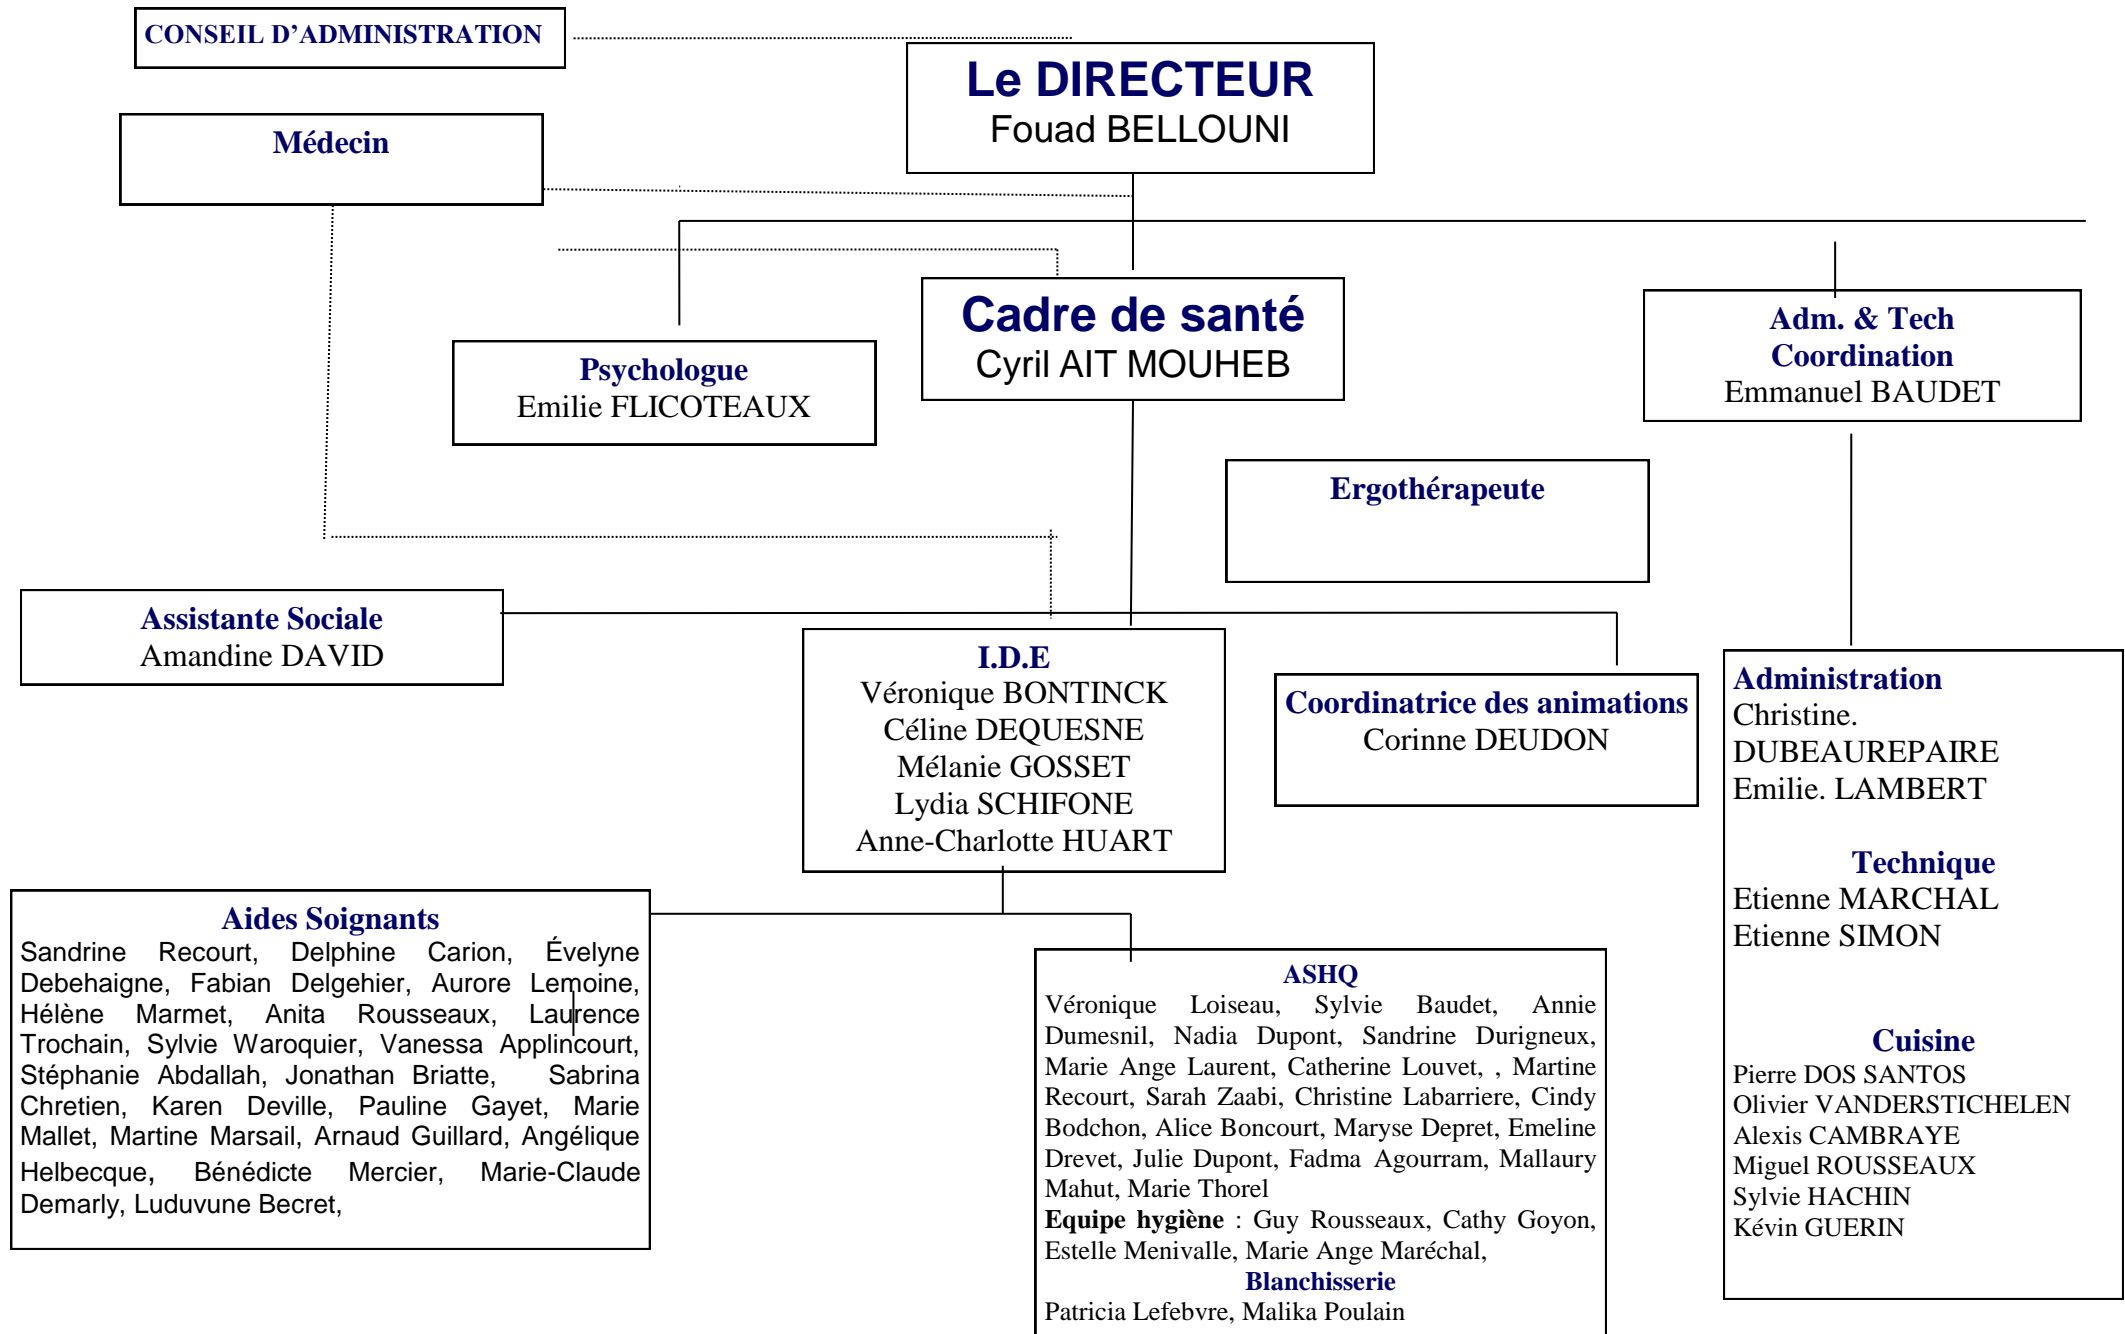 CONSEIL D’ADMINISTRATION
Le DIRECTEUR
Fouad BELLOUNI
Médecin
Cadre de santé
Cyril AIT MOUHEB
Adm. & Tech
Coordination
Emmanuel BAUDET
Psychologue
Emilie FLICOTEAUX
Ergothérapeute
Assistante Sociale
Amandine DAVID
I.D.E
Véronique BONTINCK
Céline DEQUESNE
Mélanie GOSSET
Lydia SCHIFONE
Anne-Charlotte HUART
Coordinatrice des animations
Corinne DEUDON
Administration
Christine.
DUBEAUREPAIRE
Emilie. LAMBERT
Technique
Etienne MARCHAL
Etienne SIMON
Cuisine
Pierre DOS SANTOS
Olivier VANDERSTICHELEN
Alexis CAMBRAYE
Miguel ROUSSEAUX
Sylvie HACHIN
Kévin GUERIN
Aides Soignants
Sandrine Recourt, Delphine Carion, Évelyne
Debehaigne, Fabian Delgehier, Aurore Lemoine,
Hélène Marmet, Anita Rousseaux, Laurence
Trochain, Sylvie Waroquier, Vanessa Applincourt,
Stéphanie Abdallah, Jonathan Briatte, Sabrina
Chretien, Karen Deville, Pauline Gayet, Marie
Mallet, Martine Marsail, Arnaud Guillard, Angélique
Helbecque, Bénédicte Mercier, Marie-Claude
Demarly, Luduvune Becret,
ASHQ
Véronique Loiseau, Sylvie Baudet, Annie
Dumesnil, Nadia Dupont, Sandrine Durigneux,
Marie Ange Laurent, Catherine Louvet, , Martine
Recourt, Sarah Zaabi, Christine Labarriere, Cindy
Bodchon, Alice Boncourt, Maryse Depret, Emeline
Drevet, Julie Dupont, Fadma Agourram, Mallaury
Mahut, Marie Thorel
Equipe hygiène : Guy Rousseaux, Cathy Goyon,
Estelle Menivalle, Marie Ange Maréchal,
Blanchisserie
Patricia Lefebvre, Malika Poulain